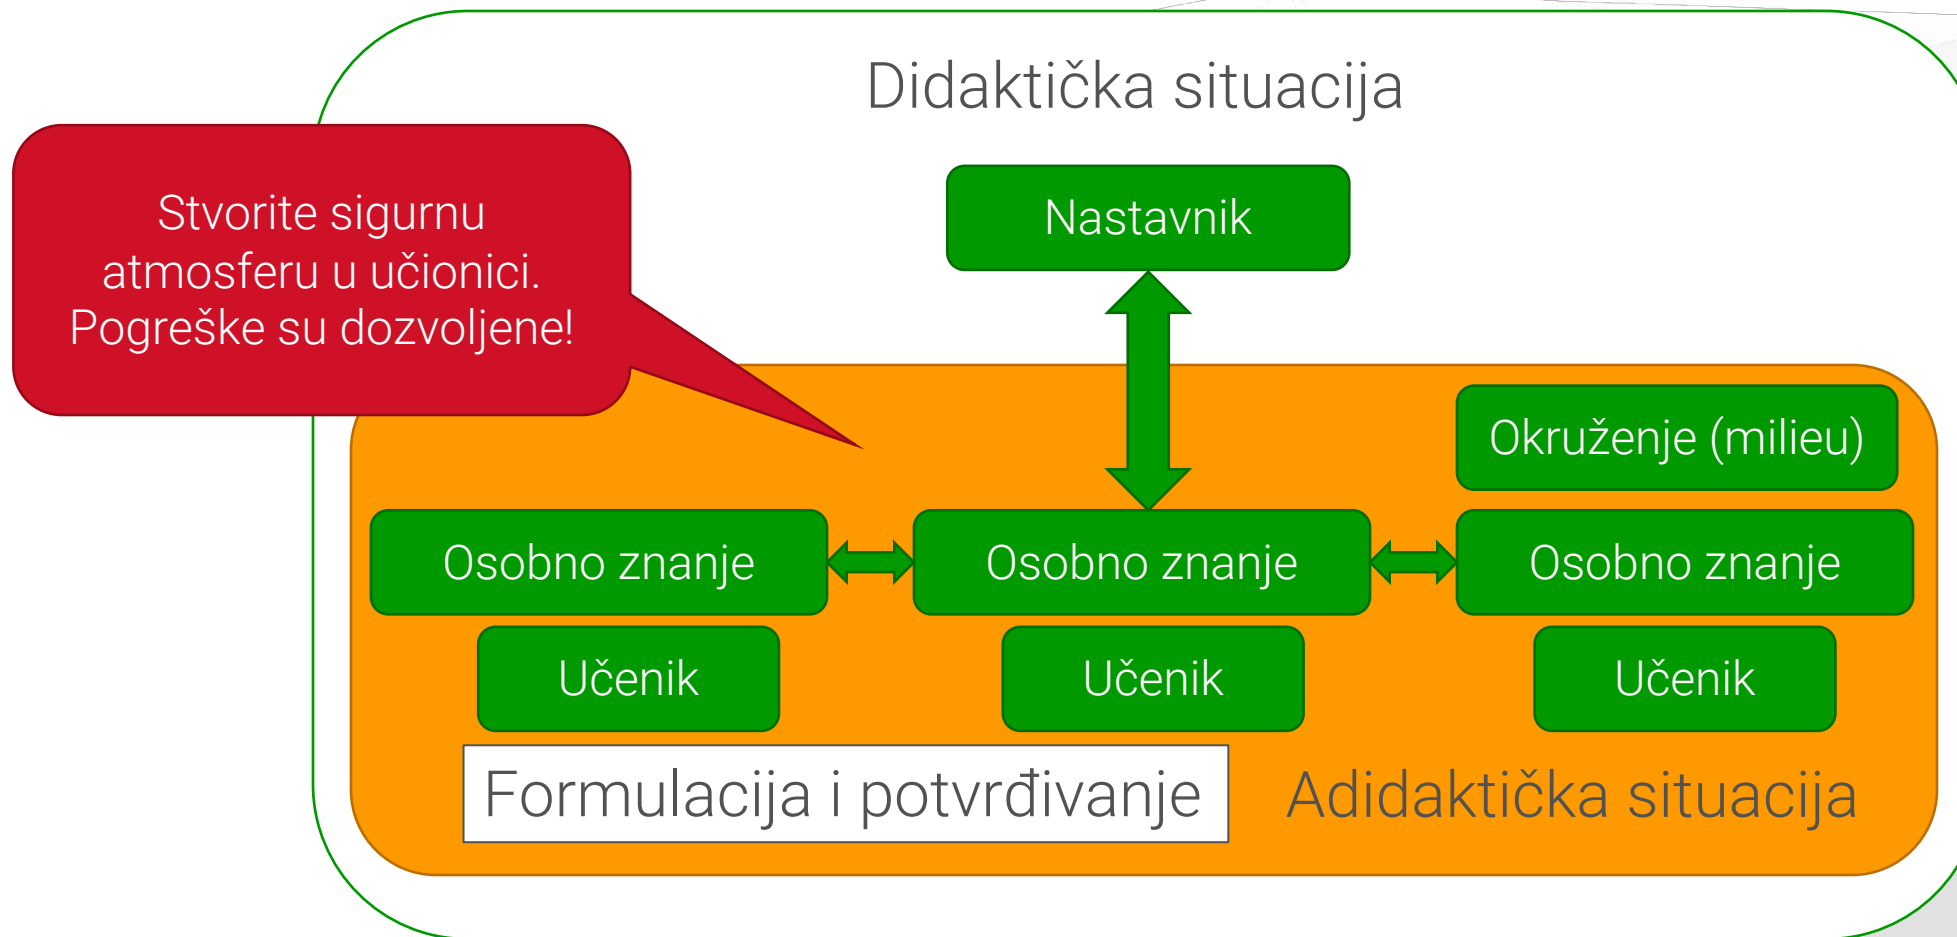 Didaktička situacija
Stvorite sigurnu
atmosferu u učionici.
Pogreške su dozvoljene!
Nastavnik
Okruženje (milieu)
Osobno znanje
Osobno znanje
Osobno znanje
Učenik
Učenik
Učenik
Formulacija i potvrđivanje
Adidaktička situacija